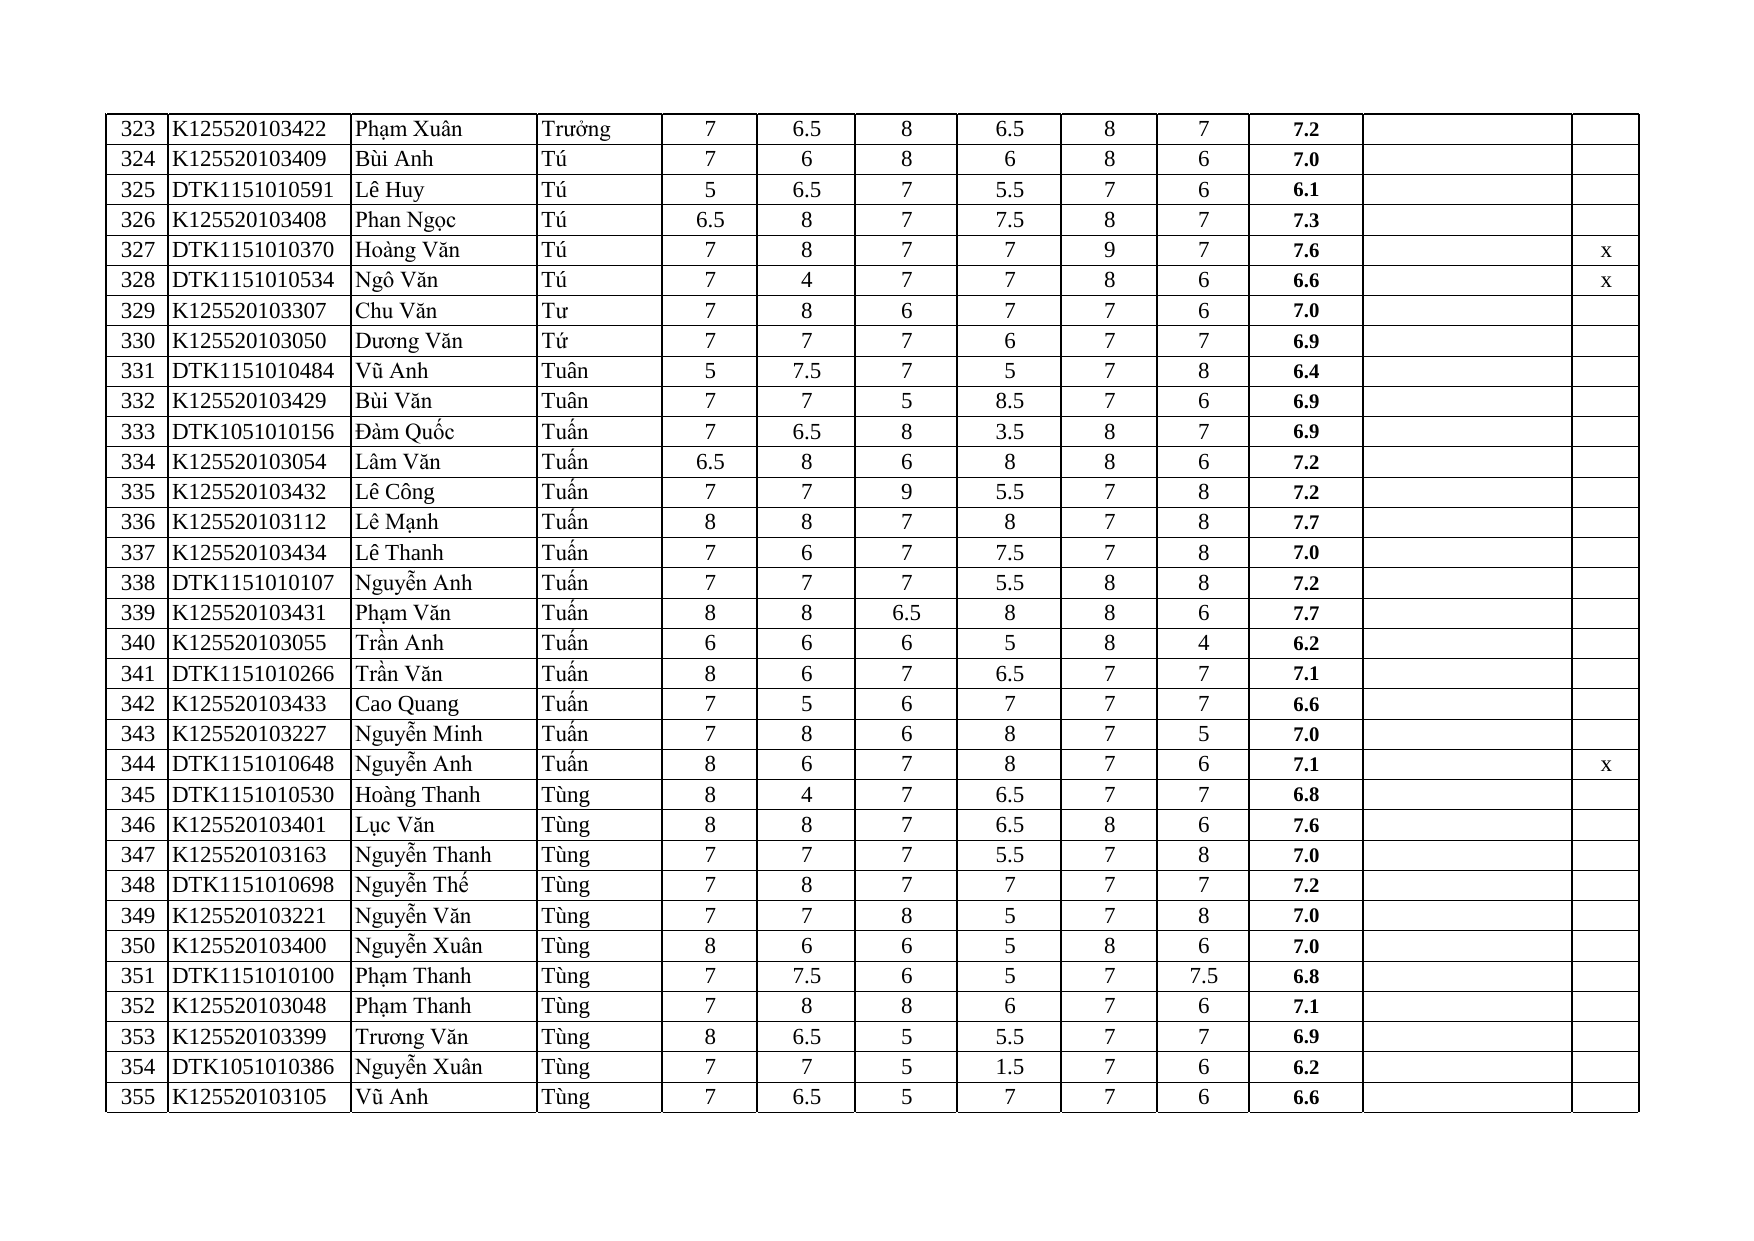 323 K125520103422 Phạm Xuân Trưởng 7 6.5 8 6.5 8 7 7.2
324 K125520103409 Bùi Anh Tú 7 6 8 6 8 6 7.0
325 DTK1151010591 Lê Huy Tú 5 6.5 7 5.5 7 6 6.1
326 K125520103408 Phan Ngọc Tú 6.5 8 7 7.5 8 7 7.3
327 DTK1151010370 Hoàng Văn Tú 7 8 7 7 9 7 7.6 x
328 DTK1151010534 Ngô Văn Tú 7 4 7 7 8 6 6.6 x
329 K125520103307 Chu Văn Tư 7 8 6 7 7 6 7.0
330 K125520103050 Dương Văn Tứ 7 7 7 6 7 7 6.9
331 DTK1151010484 Vũ Anh Tuân 5 7.5 7 5 7 8 6.4
332 K125520103429 Bùi Văn Tuân 7 7 5 8.5 7 6 6.9
333 DTK1051010156 Đàm Quốc Tuấn 7 6.5 8 3.5 8 7 6.9
334 K125520103054 Lâm Văn Tuấn 6.5 8 6 8 8 6 7.2
335 K125520103432 Lê Công Tuấn 7 7 9 5.5 7 8 7.2
336 K125520103112 Lê Mạnh Tuấn 8 8 7 8 7 8 7.7
337 K125520103434 Lê Thanh Tuấn 7 6 7 7.5 7 8 7.0
338 DTK1151010107 Nguyễn Anh Tuấn 7 7 7 5.5 8 8 7.2
339 K125520103431 Phạm Văn Tuấn 8 8 6.5 8 8 6 7.7
340 K125520103055 Trần Anh Tuấn 6 6 6 5 8 4 6.2
341 DTK1151010266 Trần Văn Tuấn 8 6 7 6.5 7 7 7.1
342 K125520103433 Cao Quang Tuấn 7 5 6 7 7 7 6.6
343 K125520103227 Nguyễn Minh Tuấn 7 8 6 8 7 5 7.0
344 DTK1151010648 Nguyễn Anh Tuấn 8 6 7 8 7 6 7.1 x
345 DTK1151010530 Hoàng Thanh Tùng 8 4 7 6.5 7 7 6.8
346 K125520103401 Lục Văn Tùng 8 8 7 6.5 8 6 7.6
347 K125520103163 Nguyễn Thanh Tùng 7 7 7 5.5 7 8 7.0
348 DTK1151010698 Nguyễn Thế Tùng 7 8 7 7 7 7 7.2
349 K125520103221 Nguyễn Văn Tùng 7 7 8 5 7 8 7.0
350 K125520103400 Nguyễn Xuân Tùng 8 6 6 5 8 6 7.0
351 DTK1151010100 Phạm Thanh Tùng 7 7.5 6 5 7 7.5 6.8
352 K125520103048 Phạm Thanh Tùng 7 8 8 6 7 6 7.1
353 K125520103399 Trương Văn Tùng 8 6.5 5 5.5 7 7 6.9
354 DTK1051010386 Nguyễn Xuân Tùng 7 7 5 1.5 7 6 6.2
355 K125520103105 Vũ Anh Tùng 7 6.5 5 7 7 6 6.6